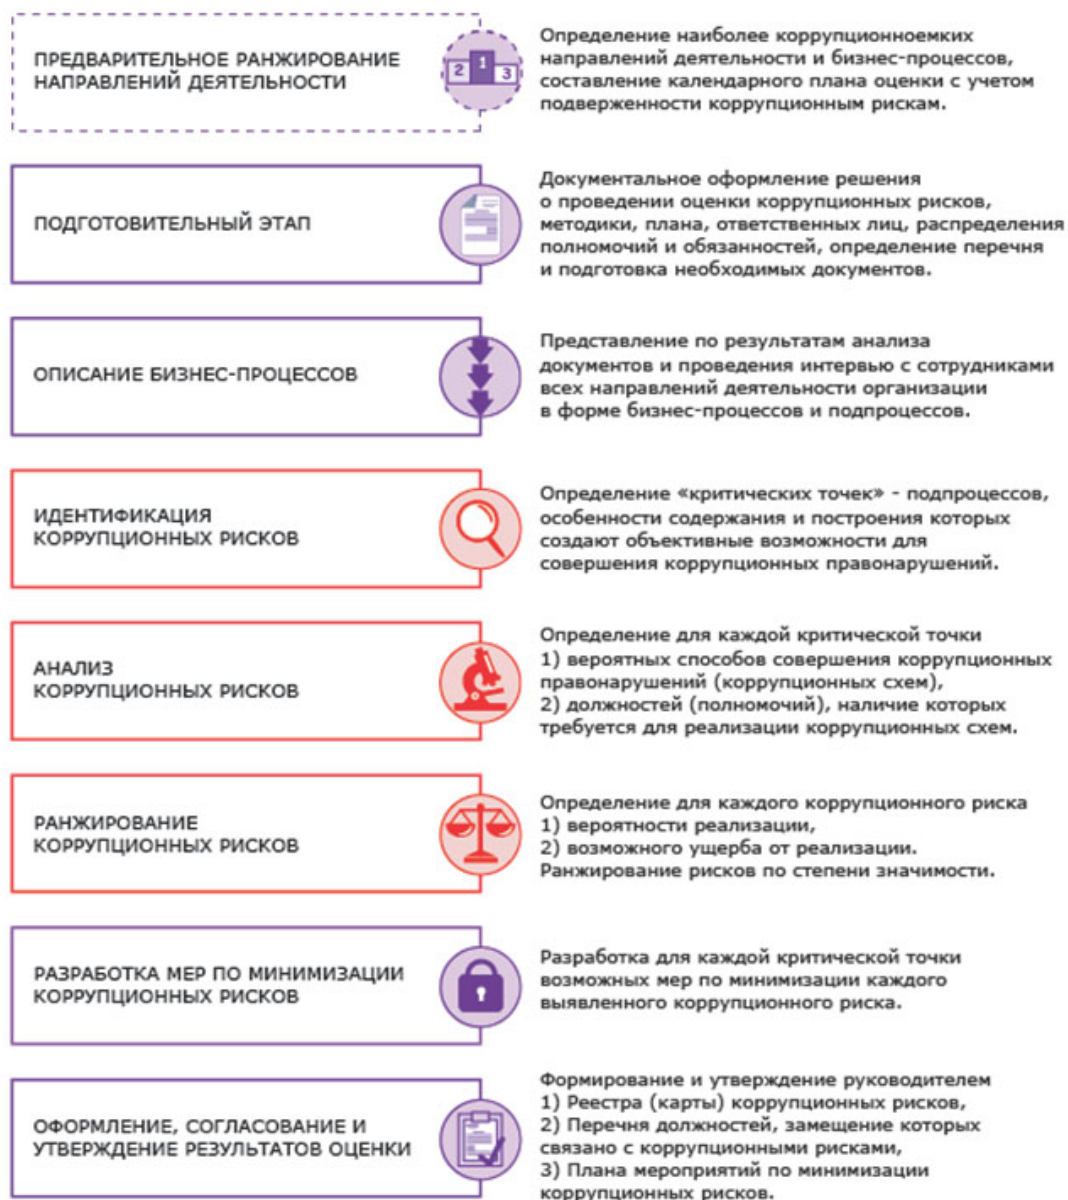 ПРЕДВАРИТЕЛЬНОЕ РАНЖИРОВАНИЕ
НАПРАВЛЕНИЙ ДЕЯТЕЛЬНОСТИ
2 1 3
Определение наиболее коррупционноемких
направлений деятельности и бизнес-процессов,
составление календарного плана оценки с учетом
подверженности коррупционным рискам.
ПОДГОТОВИТЕЛЬНЫЙ ЭТАП
Документальное оформление решения
о проведении оценки коррупционных рисков,
методики, плана, ответственных лиц, распределения
полномочий и обязанностей, определение перечня
и подготовка необходимых документов.
ОПИСАНИЕ БИЗНЕС-ПРОЦЕССОВ
Представление по результатам анализа
документов и проведения интервью с сотрудниками
всех направлений деятельности организации
в форме бизнес-процессов и подпроцессов.
ИДЕНТИФИКАЦИЯ
КОРРУПЦИОННЫХ РИСКОВ
Определение «критических точек» - подпроцессов,
особенности содержания и построения которых
создают объективные возможности для
совершения коррупционных правонарушений.
АНАЛИЗ
КОРРУПЦИОННЫХ РИСКОВ
Определение для каждой критической точки
1) вероятных способов совершения коррупционных
правонарушений (коррупционных схем),
2) должностей (полномочий), наличие которых
требуется для реализации коррупционных схем.
РАНЖИРОВАНИЕ
КОРРУПЦИОННЫХ РИСКОВ
Определение для каждого коррупционного риска
1) вероятности реализации,
2) возможного ущерба от реализации.
Ранжирование рисков по степени значимости.
РАЗРАБОТКА МЕР ПО МИНИМИЗАЦИИ
КОРРУПЦИОННЫХ РИСКОВ
Разработка для каждой критической точки
возможных мер по минимизации каждого
выявленного коррупционного риска.
ОФОРМЛЕНИЕ, СОГЛАСОВАНИЕ И
УТВЕРЖДЕНИЕ РЕЗУЛЬТАТОВ ОЦЕНКИ
Формирование и утверждение руководителем
1) Реестра (карты) коррупционных рисков,
2) Перечня должностей, замещение которых
связано с коррупционными рисками,
3) Плана мероприятий по минимизации
коррупционных рисков.